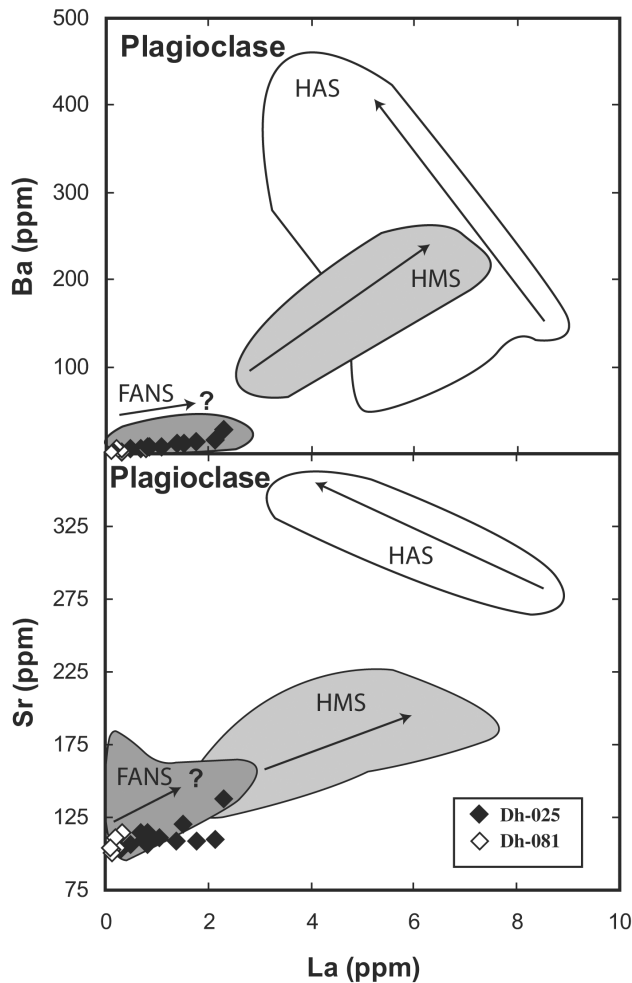 500
Plagioclase
HAS
400
300
Ba (ppm)
HMS
200
100
FANS
?
Plagioclase
325
HAS
275
Sr (ppm)
225
HMS
175
FANS ?
125
Dh-025
Dh-081
75
0 2 4 6 8 10
La (ppm)